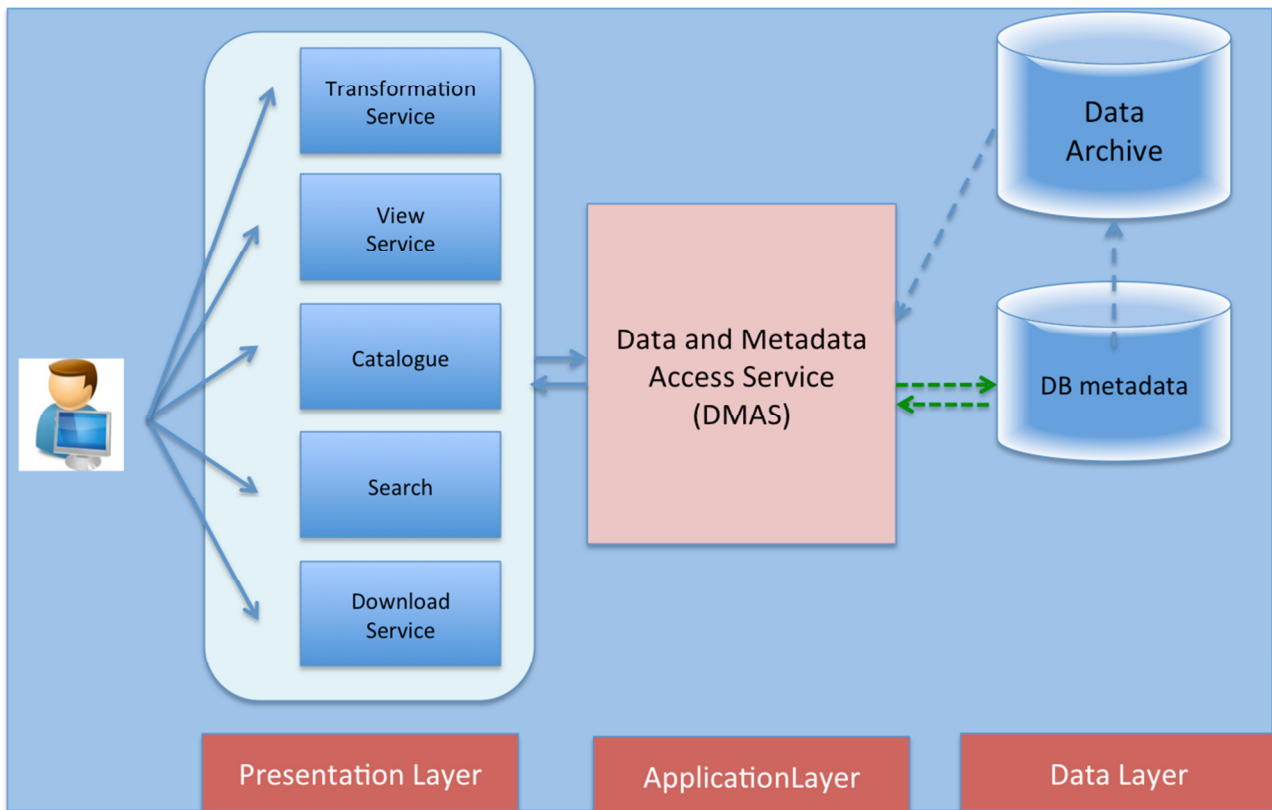 Transformation
Service
View
Service
Catalogue
Search
Download
Service
Data and Metadata
Access Service
(DMAS)
Data
Archive
DB metadata
Presentation Layer
ApplicationLayer
Data Layer